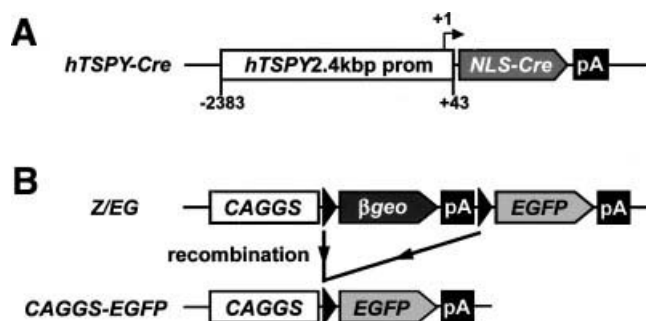 A
+1
hTSPY-Cre
hTSPY2.4kbp prom
NLS-Cre
pA
-2383
+43
B
Z/EG
CAGGS
βgeo
pA
EGFP
pA
recombination
CAGGS-EGFP
CAGGS
EGFP
pA